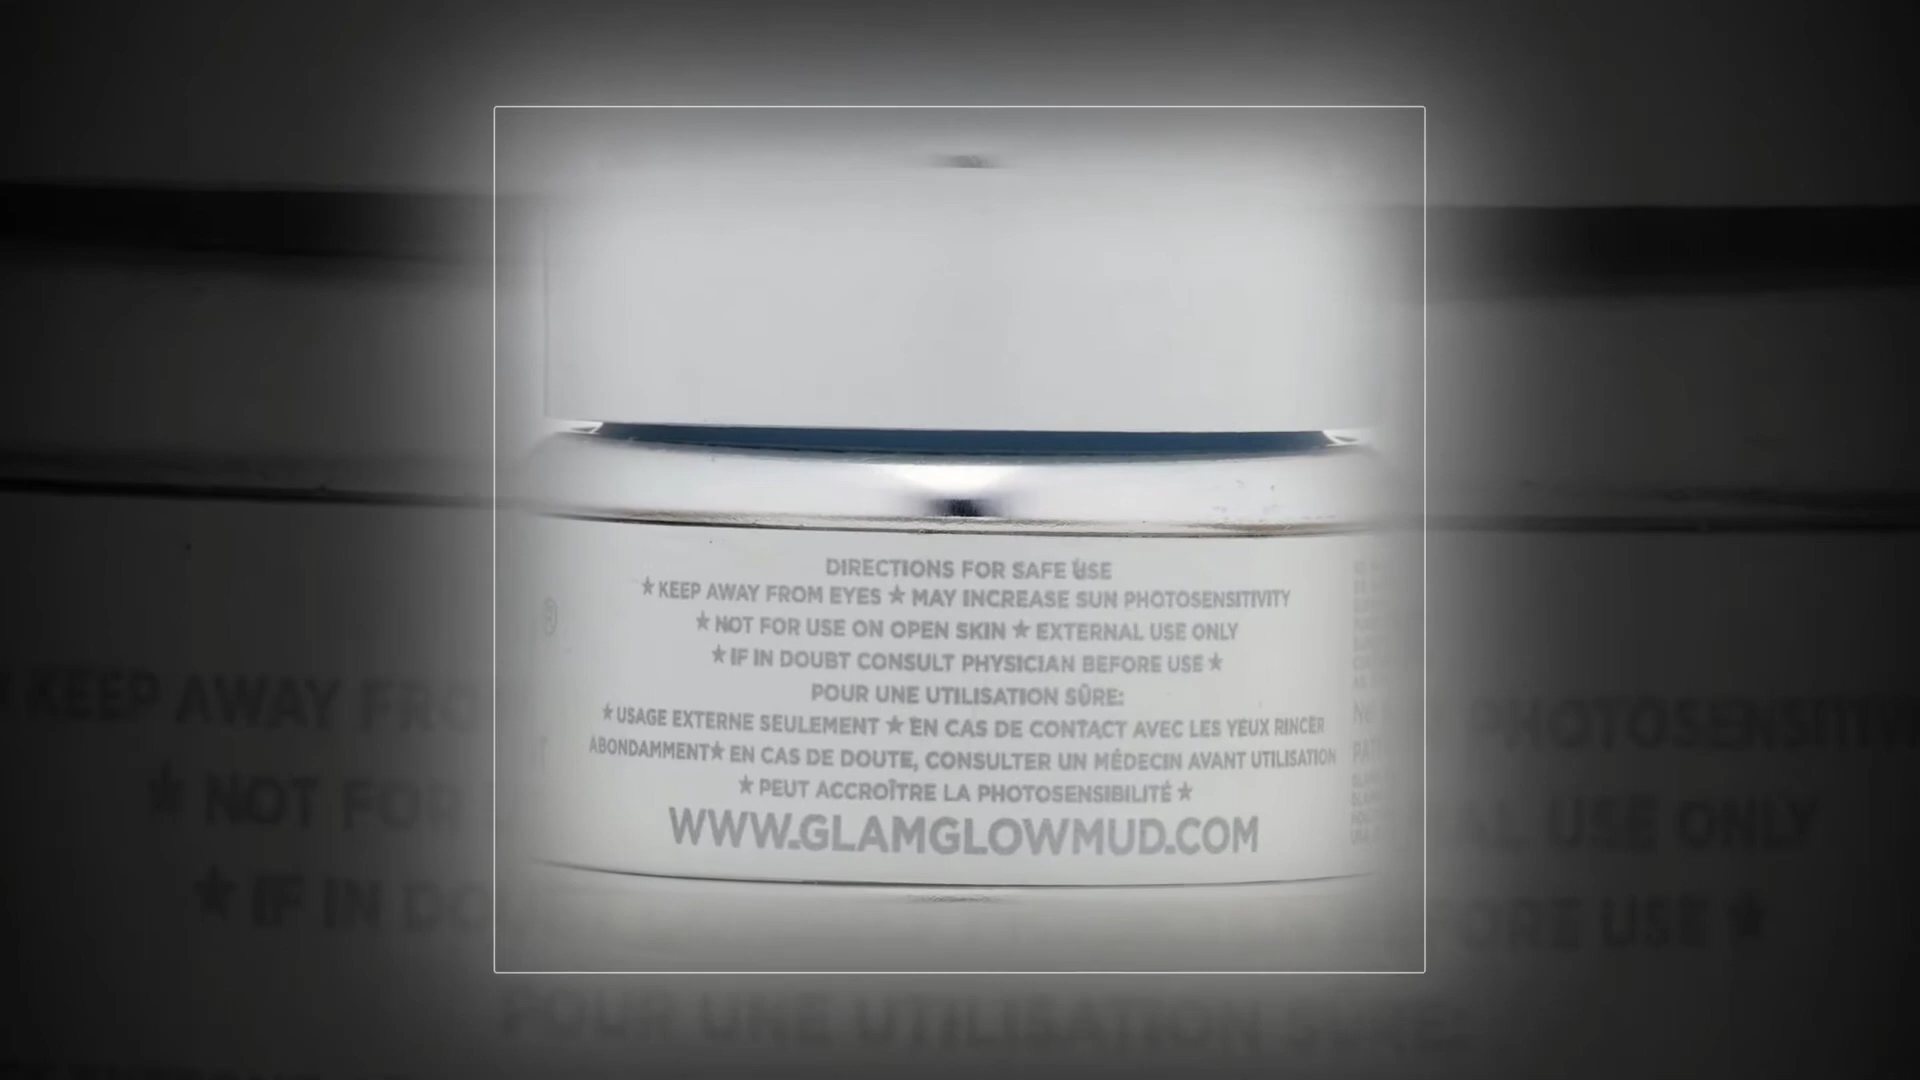 DIRECTIONS FOR SAFE USE
★ KEEP AWAY FROM EYES ★ MAY INCREASE SUN PHOTOSENSITIVITY
★ NOT FOR USE ON OPEN SKIN ★ EXTERNAL USE ONLY
★ IF IN DOUBT CONSULT PHYSICIAN BEFORE USE ★
POUR UNE UTILISATION SÛRE:
★ USAGE EXTERNE SEULEMENT ★ EN CAS DE CONTACT AVEC LES YEUX RINCER
ABONDAMMENT★ EN CAS DE DOUTE, CONSULTER UN MÉDECIN AVANT UTILISATION
★ PEUT ACCROÎTRE LA PHOTOSENSIBILITÉ ★
WWW.GLAMGLOWMUD.COM